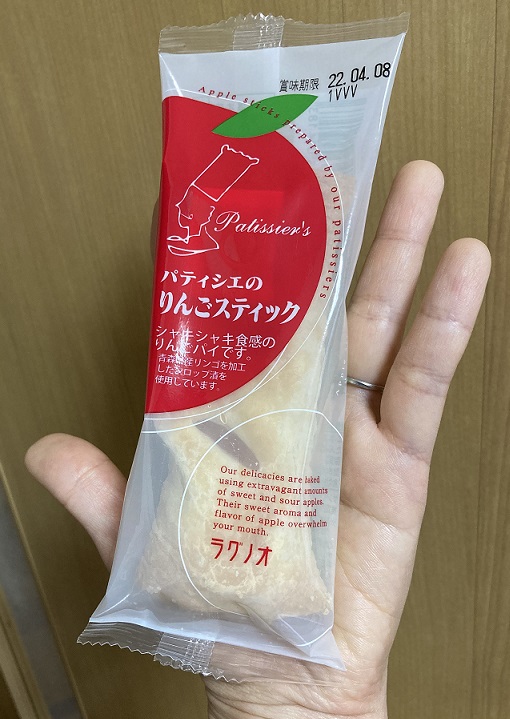 賞味期限 22.04.08
1VVV
Apple sticks prepared by our patissiers
Patissier's
パティシエの
りんごスティック
シャキシャキ食感の
りんごパイです。
青森県産リンゴを加工
したシロップ漬を
使用しています。
Our delicacies are baked
using extravagant amounts
of sweet and sour apples.
Their sweet aroma and
flavor of apple overwhelm
your mouth.
ラグノオ